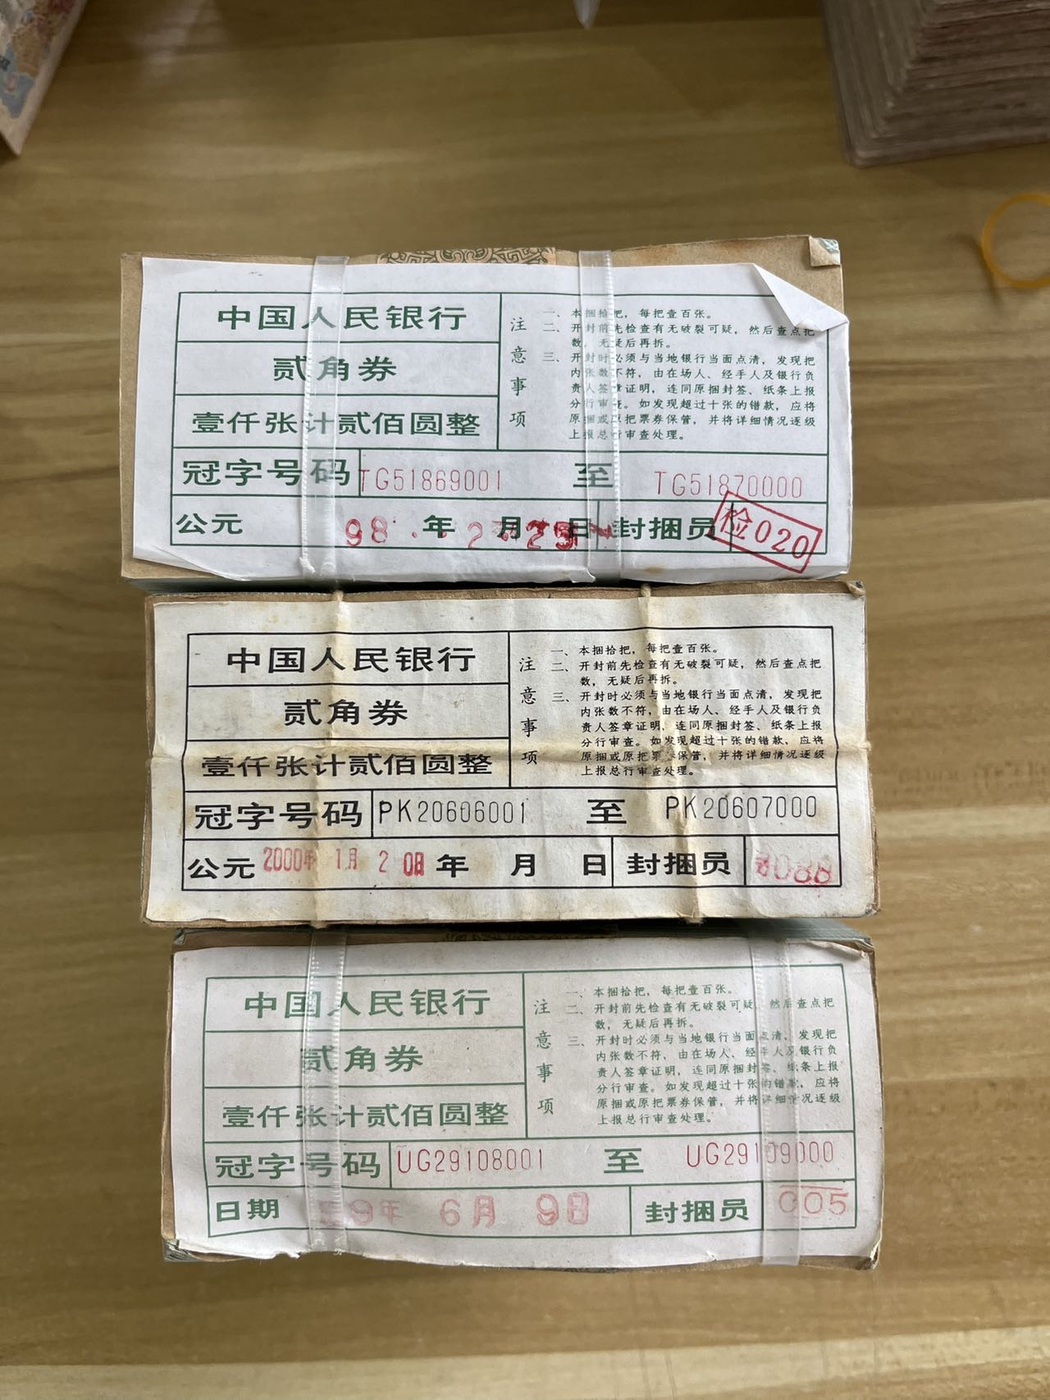 中国人民银行
贰角券
壹仟张计贰佰圆整
注意事项
一、本捆拾把，每把壹百张。
二、开封前先检查有无破裂可疑，然后查点把
数，无疑后再拆。
三、开封时必须与当地银行当面点清，发现把
内张数不符，由在场人、经手人及银行负
责人签章证明，连同原捆封签、纸条上报
分行审查。如发现超过十张的错款，应将
原捆或原把票券保管，并将详细情况逐级
上报总行审查处理。
冠字号码 TG51869001 至 TG51870000
公元 98 年 2 月 日 封捆员 检020
中国人民银行
贰角券
壹仟张计贰佰圆整
注意事项
一、本捆拾把，每把壹百张。
二、开封前先检查有无破裂可疑，然后查点把
数，无疑后再拆。
三、开封时必须与当地银行当面点清，发现把
内张数不符，由在场人、经手人及银行负
责人签章证明，连同原捆封签、纸条上报
分行审查。如发现超过十张的错款，应将
原捆或原把票券保管，并将详细情况逐级
上报总行审查处理。
冠字号码 PK20606001 至 PK20607000
公元 2000年 1月 2 0日 年 月 日 封捆员
中国人民银行
贰角券
壹仟张计贰佰圆整
注意事项
一、本捆拾把，每把壹百张。
二、开封前先检查有无破裂可疑，然后查点把
数，无疑后再拆。
三、开封时必须与当地银行当面点清，发现把
内张数不符，由在场人、经手人及银行负
责人签章证明，连同原捆封签、纸条上报
分行审查。如发现超过十张的错款，应将
原捆或原把票券保管，并将详细情况逐级
上报总行审查处理。
冠字号码 UG29108001 至 UG29109000
日期 9年 6月 9日 封捆员 005